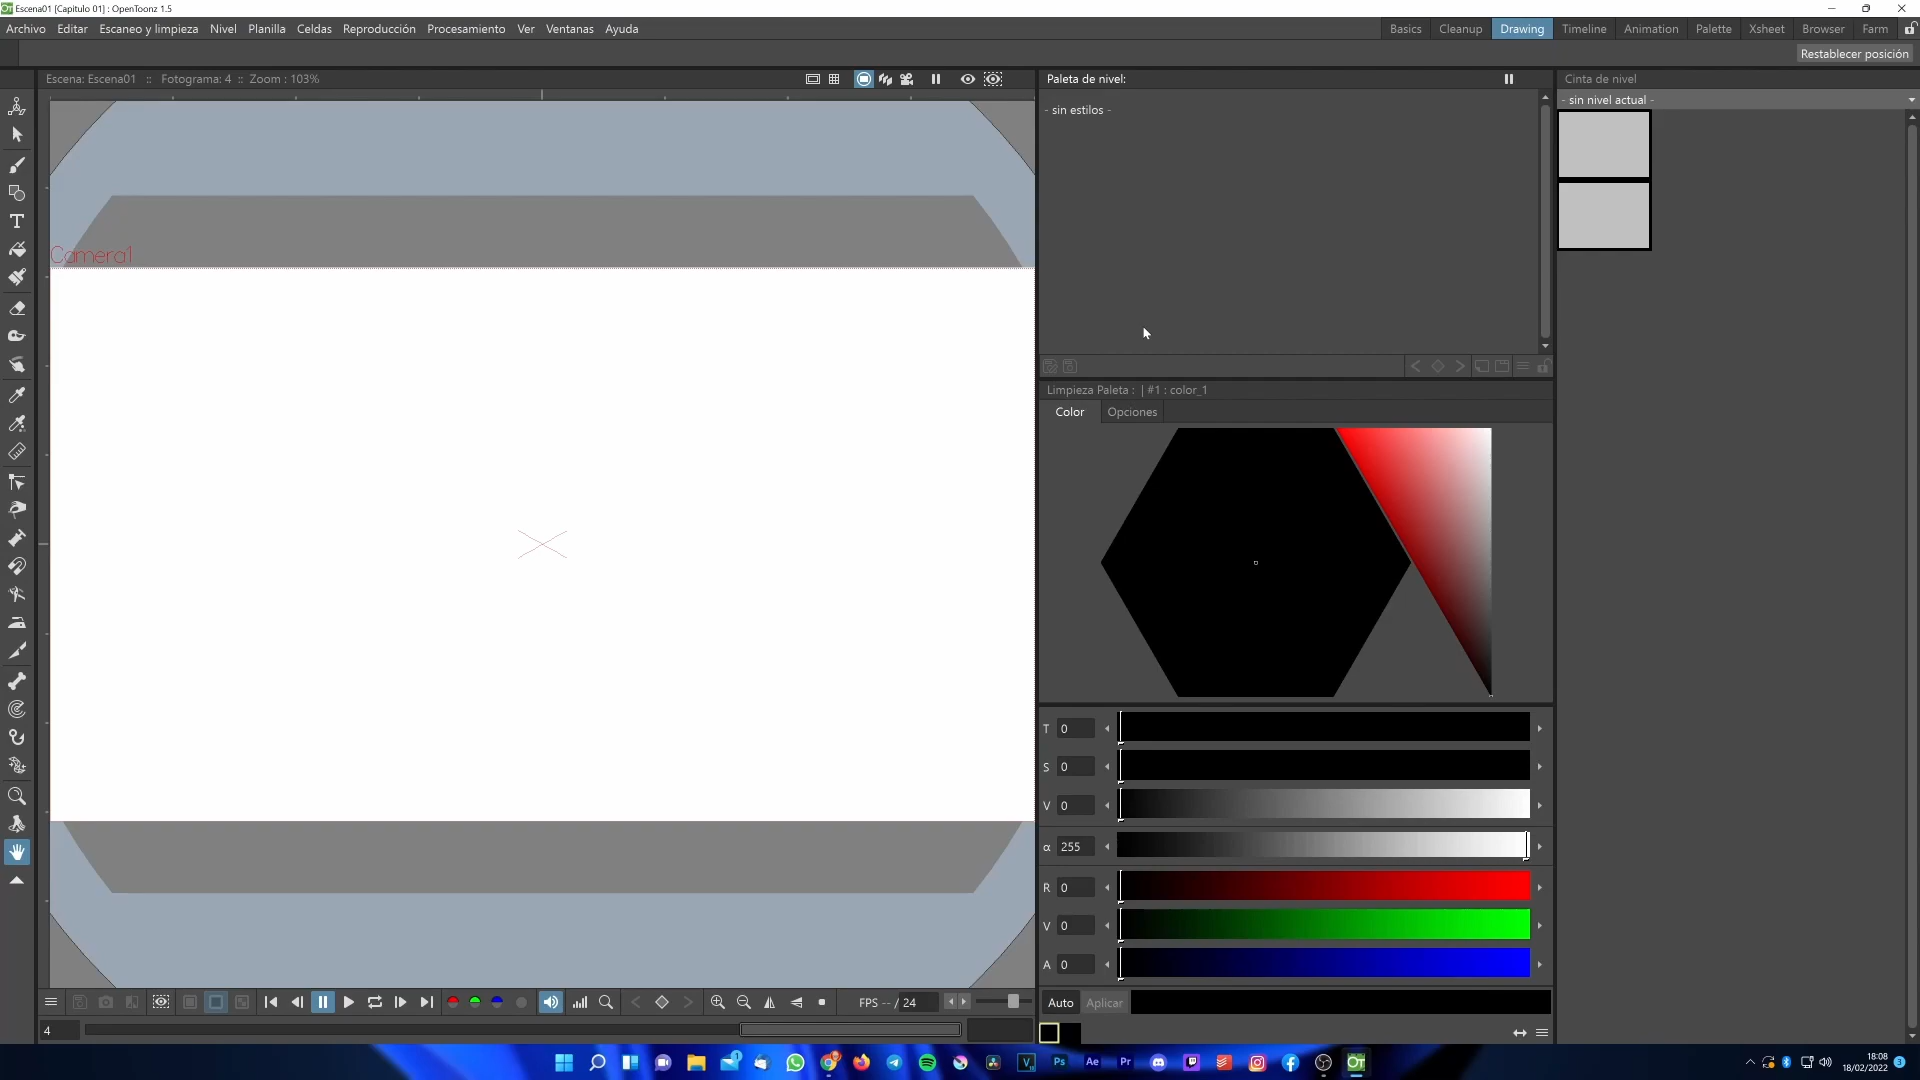 Escena01 [Capitulo 01] : OpenToonz 1.5
Archivo Editar Escaneo y limpieza Nivel Planilla Celdas Reproducción Procesamiento Ver Ventanas Ayuda
Basics Cleanup Drawing Timeline Animation Palette Xsheet Browser Farm
Restablecer posición
Escena: Escena01 :: Fotograma: 4 :: Zoom : 103%
Paleta de nivel:
Cinta de nivel
- sin nivel actual -
- sin estilos -
Camera1
Limpieza Paleta : | #1 : color_1
Color Opciones
T 0
S 0
V 0
α 255
R 0
V 0
A 0
Auto Aplicar
FPS -- / 24
4
18:08
18/02/2022